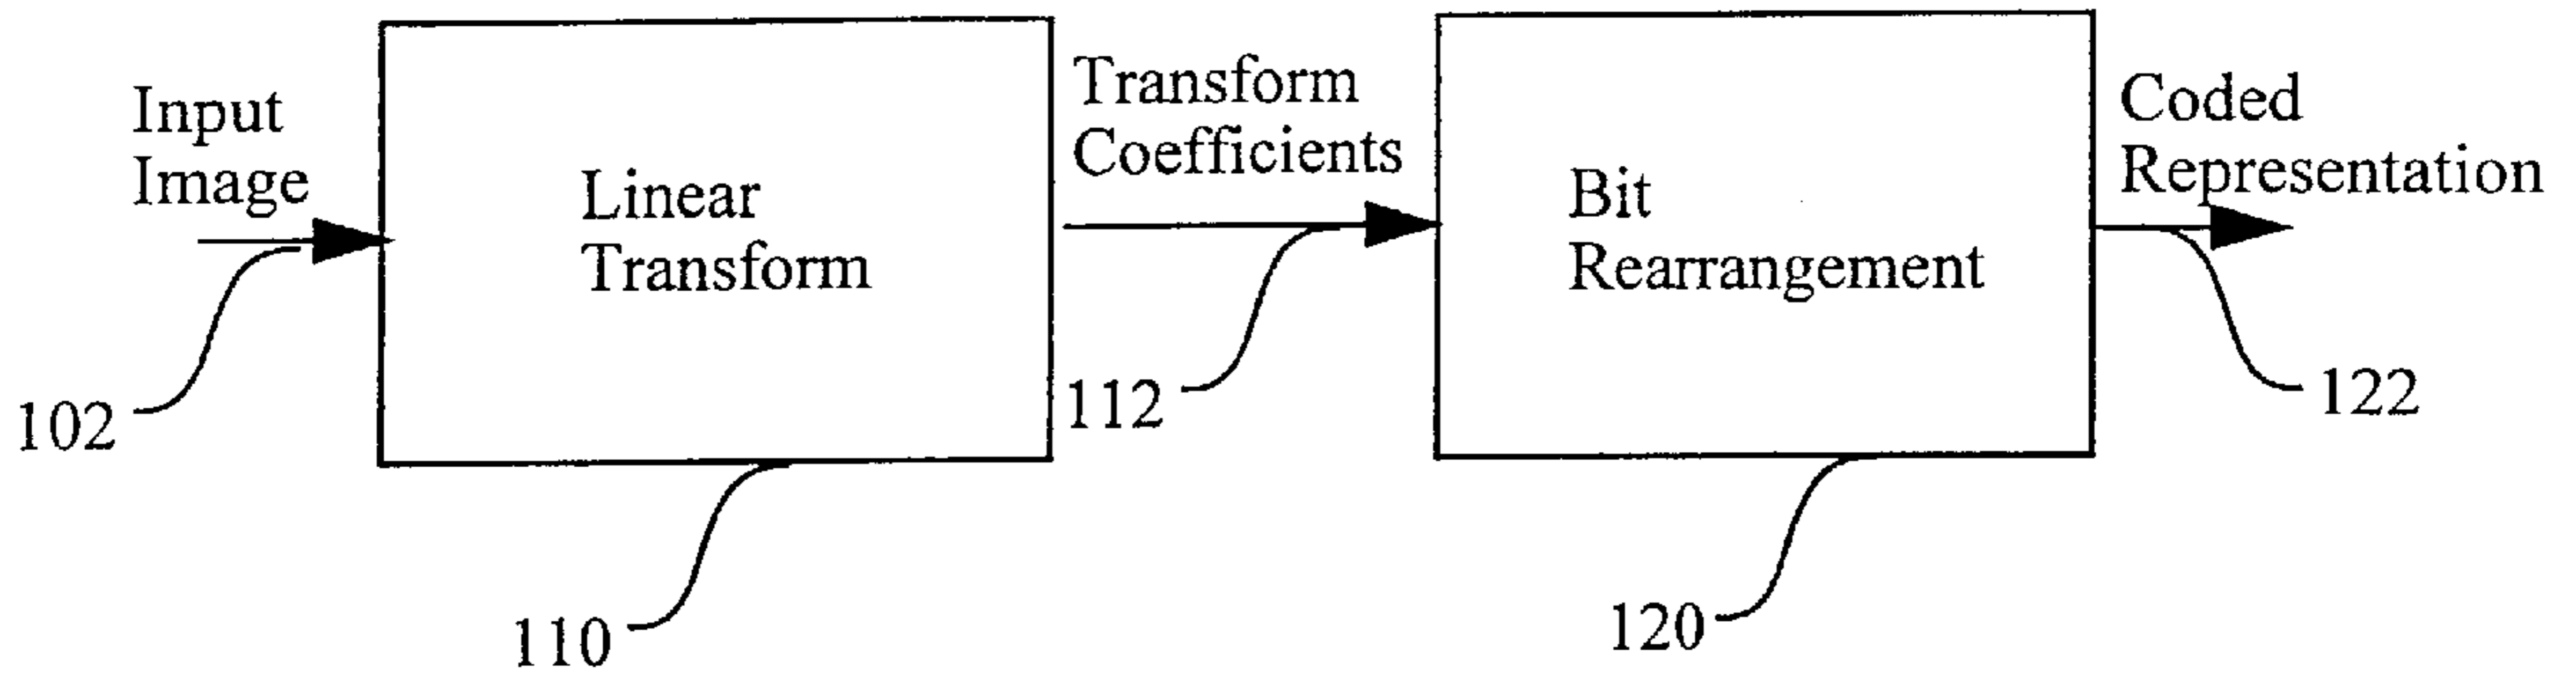 Input
Image
Linear
Transform
Transform
Coefficients
Bit
Rearrangement
Coded
Representation
102
112
122
110
120